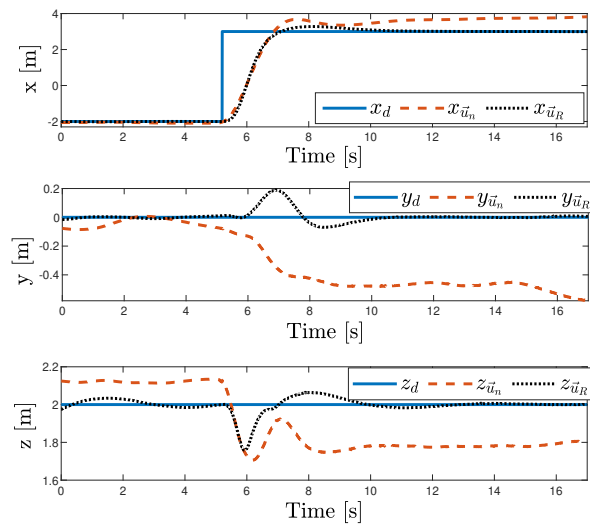 4
2
0
-2
x [m]
x_d x_{\vec{u}_n} x_{\vec{u}_R}
0 2 4 6 8 10 12 14 16
Time [s]
0.2
0
-0.2
-0.4
y [m]
y_d y_{\vec{u}_n} y_{\vec{u}_R}
0 2 4 6 8 10 12 14 16
Time [s]
2.2
2
1.8
1.6
z [m]
z_d z_{\vec{u}_n} z_{\vec{u}_R}
0 2 4 6 8 10 12 14 16
Time [s]